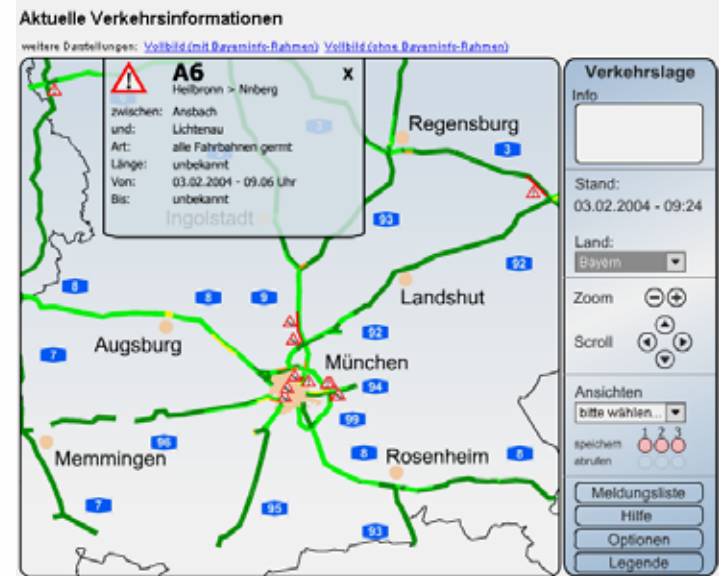 Aktuelle Verkehrsinformationen
weitere Darstellungen: Vollbild (mit Bayerninfo-Rahmen) Vollbild (ohne Bayerninfo-Rahmen)
A6 X
Heilbronn > Nnberg
zwischen: Ansbach
und: Lichtenau
Art: alle Fahrbahnen germt
Länge: unbekannt
Von: 03.02.2004 - 09.06 Uhr
Bis: unbekannt
Ingolstadt
3
Regensburg
3
93
92
8
8
9
Landshut
92
Augsburg
7
München
94
99
96
Memmingen
8
Rosenheim
8
7
95
93
Verkehrslage
Info
Stand:
03.02.2004 - 09:24
Land:
Bayern
Zoom
Scroll
Ansichten
bitte wählen...
1 2 3
speichern
abrufen
Meldungsliste
Hilfe
Optionen
Legende